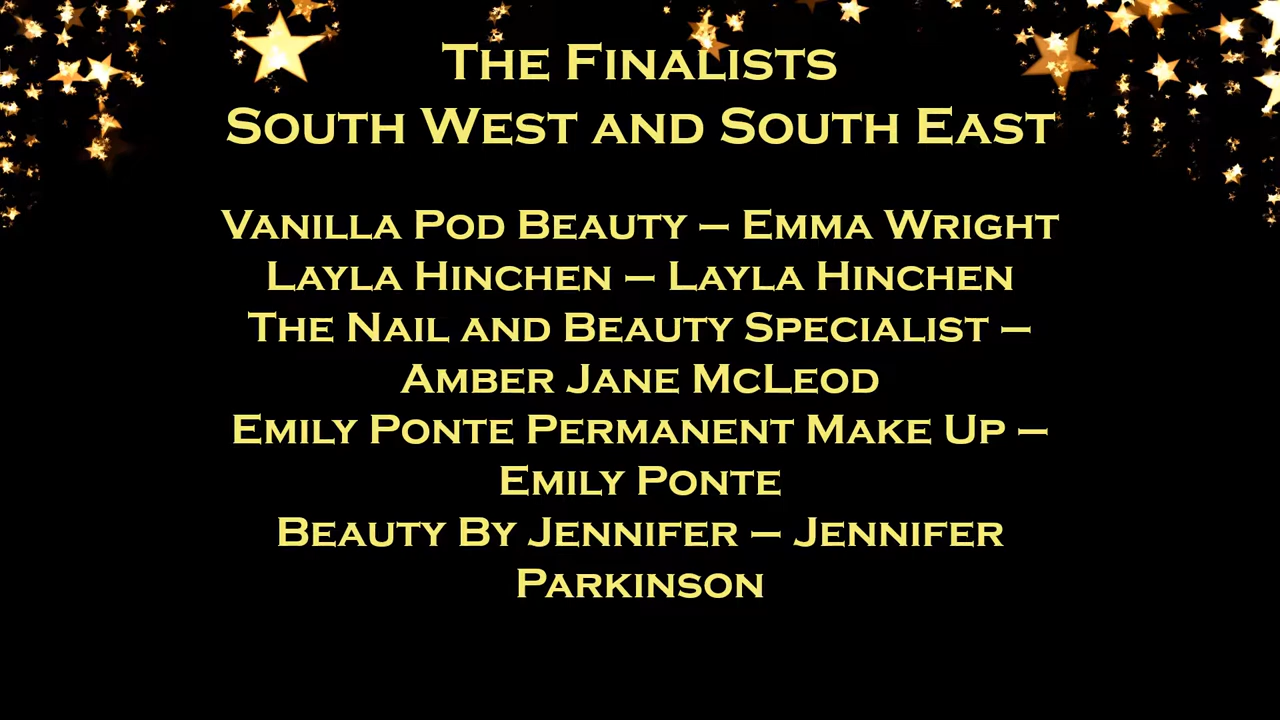 The Finalists
South West and South East
Vanilla Pod Beauty – Emma Wright
Layla Hinchen – Layla Hinchen
The Nail and Beauty Specialist –
Amber Jane McLeod
Emily Ponte Permanent Make Up –
Emily Ponte
Beauty By Jennifer – Jennifer
Parkinson